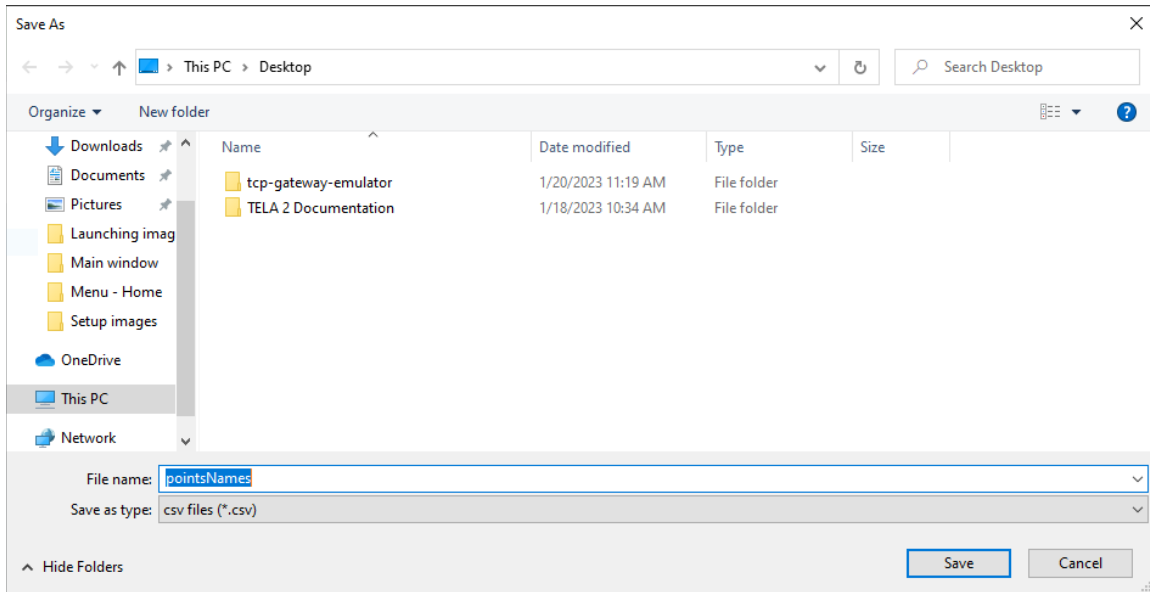 Save As
This PC > Desktop
Search Desktop
Organize
New folder
Downloads
Documents
Pictures
Launching imag
Main window
Menu - Home
Setup images
OneDrive
This PC
Network
Name Date modified Type Size
tcp-gateway-emulator 1/20/2023 11:19 AM File folder
TELA 2 Documentation 1/18/2023 10:34 AM File folder
File name: pointsNames
Save as type: csv files (*.csv)
Hide Folders
Save
Cancel